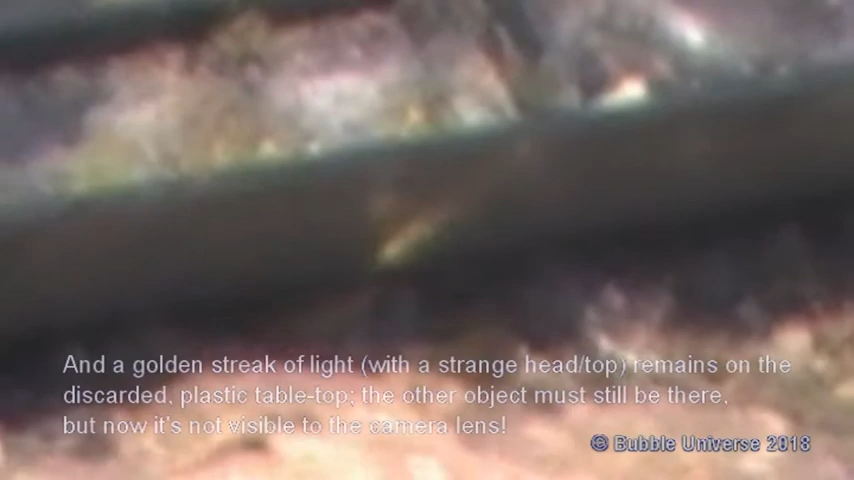 And a golden streak of light (with a strange head/top) remains on the
discarded, plastic table-top; the other object must still be there,
but now it's not visible to the camera lens!
© Bubble Universe 2018